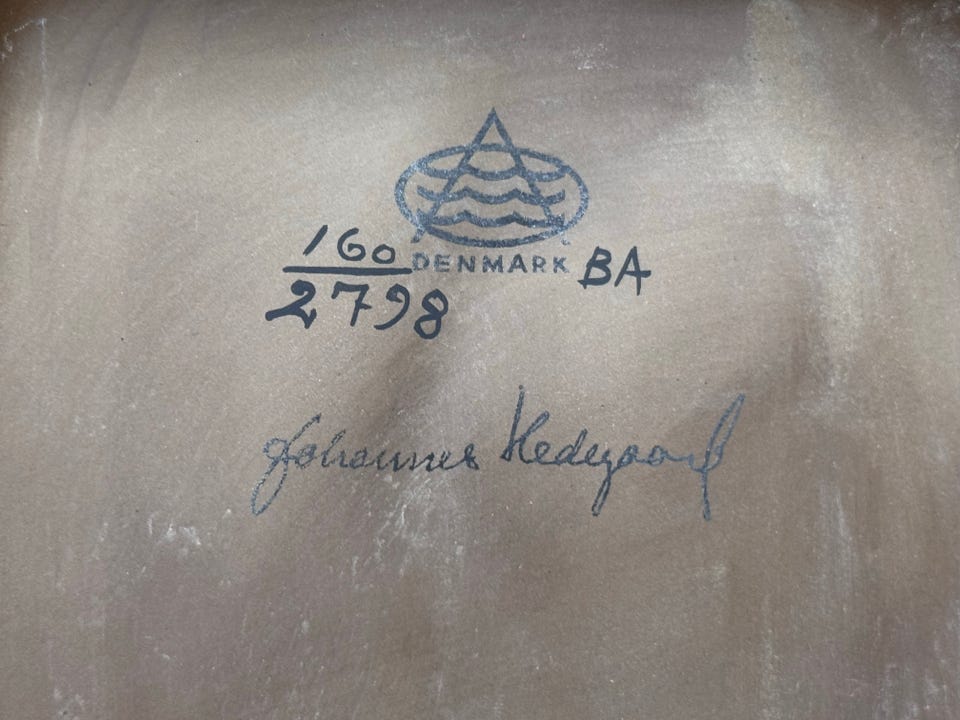 160 DENMARK BA
2798
Johannes Hedegaard